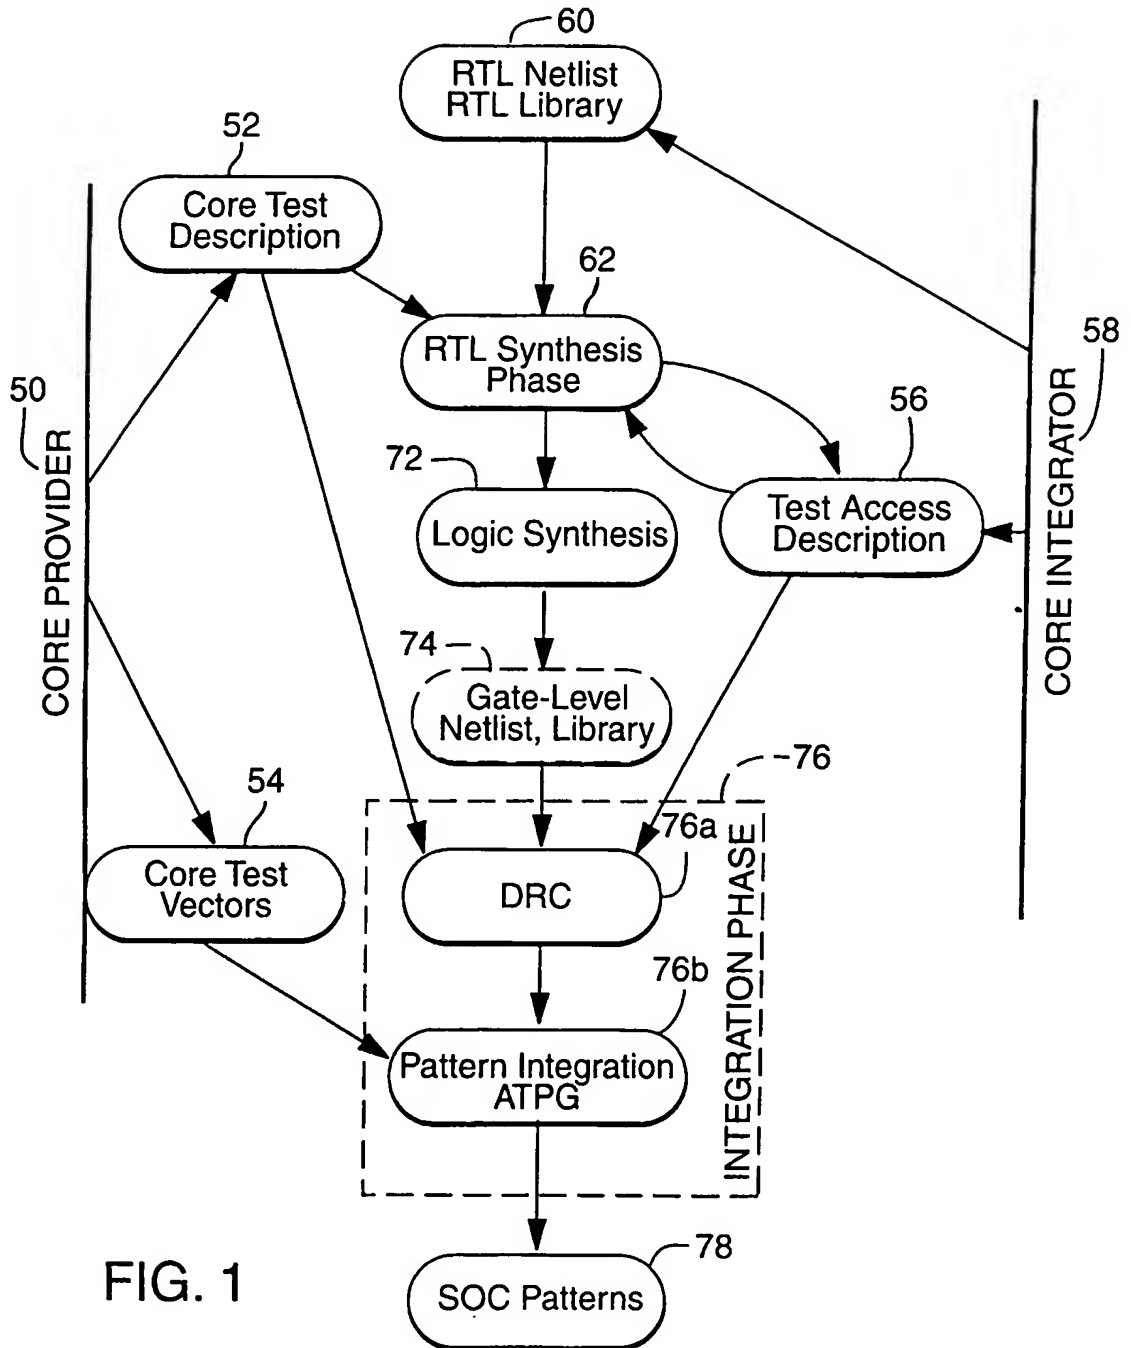 60
RTL Netlist
RTL Library
52
Core Test
Description
62
RTL Synthesis
Phase
58
CORE INTEGRATOR
50
CORE PROVIDER
56
Test Access
Description
72
Logic Synthesis
74
Gate-Level
Netlist, Library
76
54
Core Test
Vectors
76a
DRC
INTEGRATION PHASE
76b
Pattern Integration
ATPG
78
SOC Patterns
FIG. 1